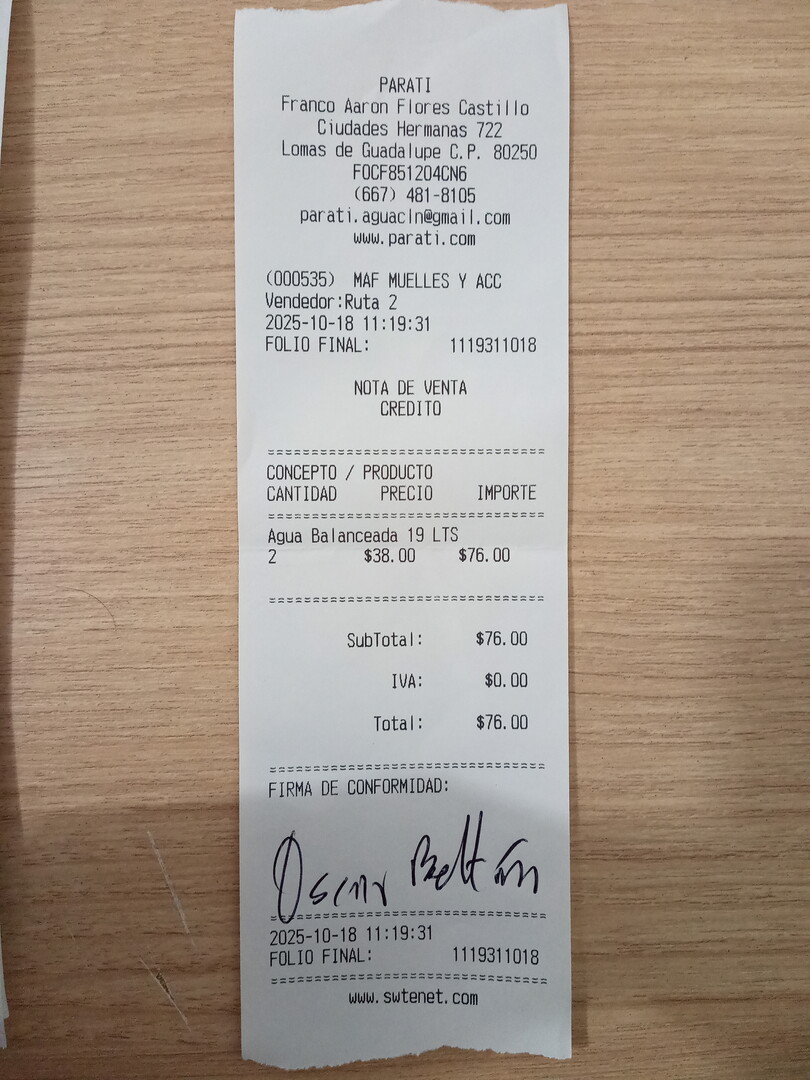 PARATI
Franco Aaron Flores Castillo
Ciudades Hermanas 722
Lomas de Guadalupe C.P. 80250
FOCF851204CN6
(667) 481-8105
parati.aguacln@gmail.com
www.parati.com
(000535) MAF MUELLES Y ACC
Vendedor:Ruta 2
2025-10-18 11:19:31
FOLIO FINAL: 1119311018
NOTA DE VENTA
CREDITO
================================
CONCEPTO / PRODUCTO
CANTIDAD PRECIO IMPORTE
================================
Agua Balanceada 19 LTS
2 $38.00 $76.00
================================
SubTotal: $76.00
IVA: $0.00
Total: $76.00
================================
FIRMA DE CONFORMIDAD:
Oscar Beltrán
================================
2025-10-18 11:19:31
FOLIO FINAL: 1119311018
================================
www.swtenet.com